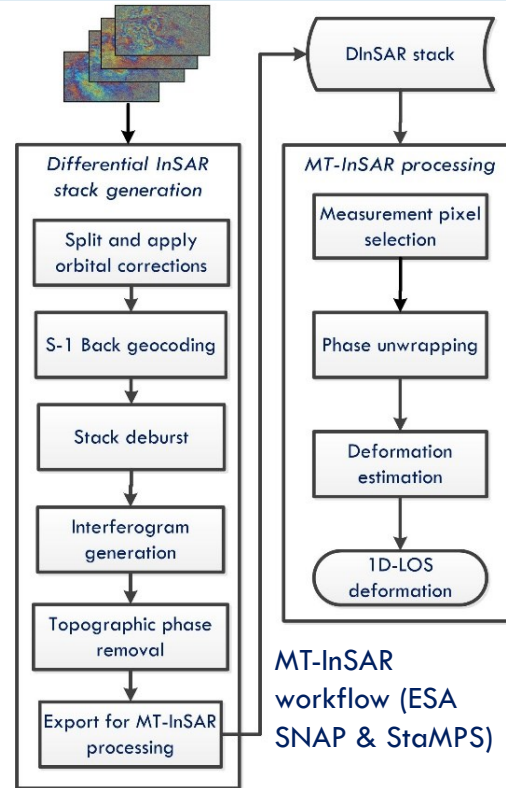 Differential InSAR
stack generation
Split and apply
orbital corrections
S-1 Back geocoding
Stack deburst
Interferogram
generation
Topographic phase
removal
Export for MT-InSAR
processing
DInSAR stack
MT-InSAR processing
Measurement pixel
selection
Phase unwrapping
Deformation
estimation
1D-LOS
deformation
MT-InSAR
workflow (ESA
SNAP & StaMPS)